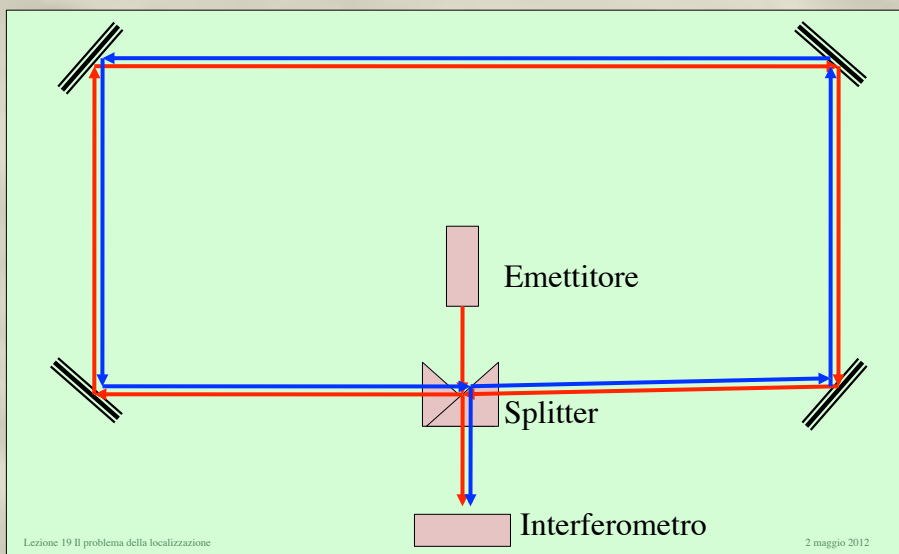 Emettitore
Splitter
Interferometro
Lezione 19 Il problema della localizzazione
2 maggio 2012